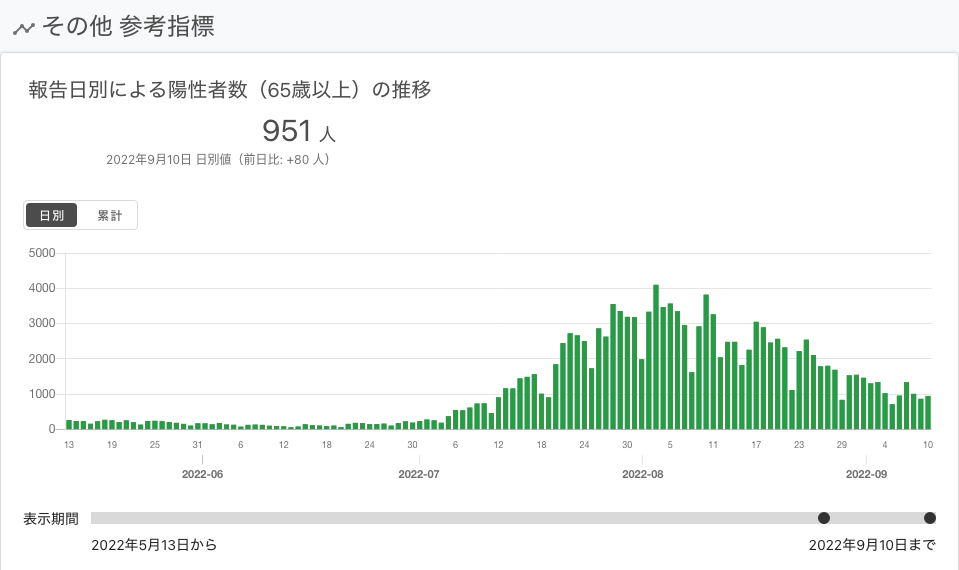 その他 参考指標
報告日別による陽性者数（65歳以上）の推移
951 人
2022年9月10日 日別値（前日比: +80 人）
日別 累計
5000
4000
3000
2000
1000
0
13 19 25 31 6 12 18 24 30 6 12 18 24 30 5 11 17 23 29 4 10
2022-06 2022-07 2022-08 2022-09
表示期間
2022年5月13日から 2022年9月10日まで